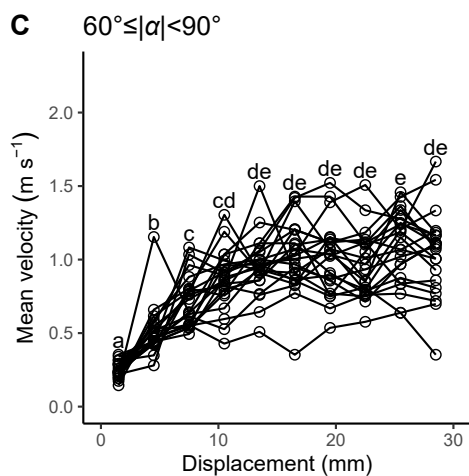 C 60°≤|α|<90°
2.0
1.5
1.0
0.5
0.0
Mean velocity (m s⁻¹)
a b c cd de de de de e de
0 10 20 30
Displacement (mm)